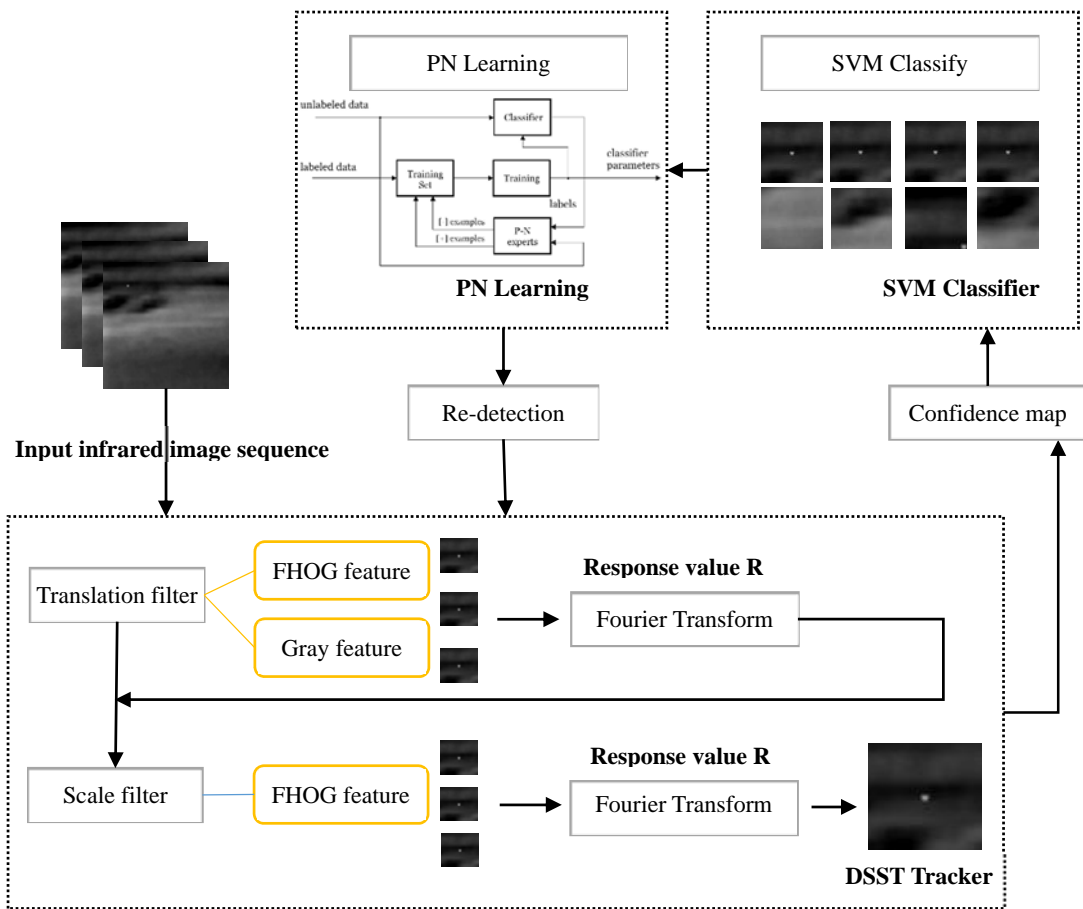 PN Learning
unlabeled data
Classifier
labeled data
Training
Set
Training
classifier
parameters
labels
[-] examples
[+] examples
P-N
experts
PN Learning
SVM Classify
SVM Classifier
Re-detection
Confidence map
Input infrared image sequence
Translation filter
FHOG feature
Gray feature
Response value R
Fourier Transform
Scale filter
FHOG feature
Response value R
Fourier Transform
DSST Tracker